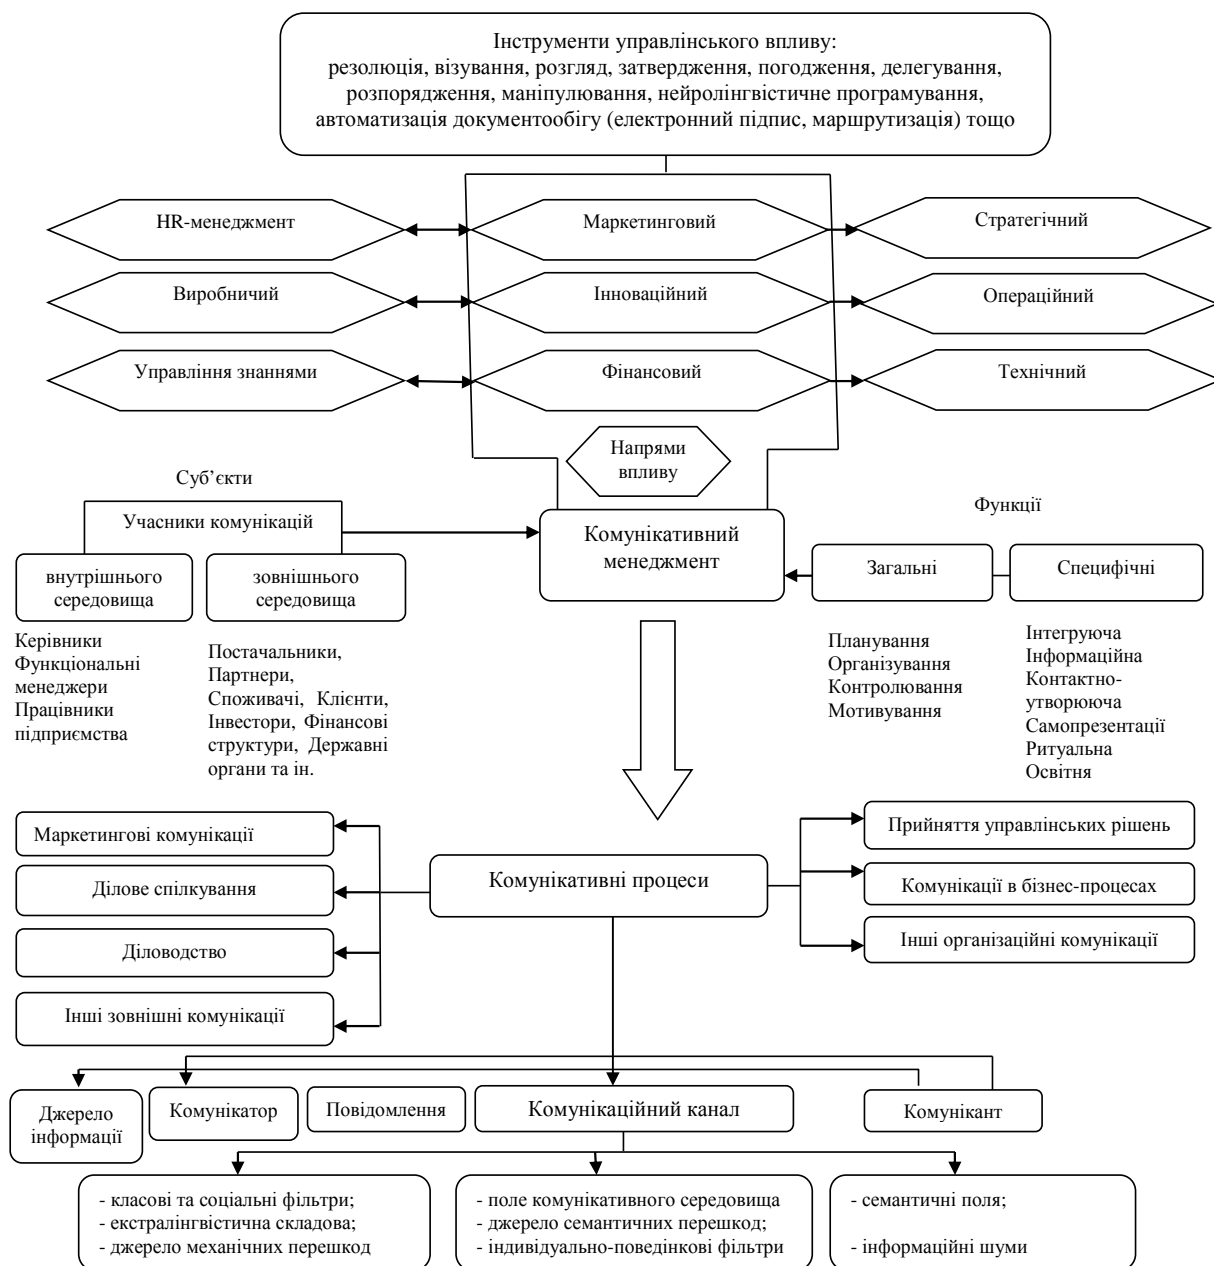 Інструменти управлінського впливу:
резолюція, візування, розгляд, затвердження, погодження, делегування,
розпорядження, маніпулювання, нейролінгвістичне програмування,
автоматизація документообігу (електронний підпис, маршрутизація) тощо
HR-менеджмент
Маркетинговий
Стратегічний
Виробничий
Інноваційний
Операційний
Управління знаннями
Фінансовий
Технічний
Напрями
впливу
Суб’єкти
Учасники комунікацій
внутрішнього
середовища
зовнішнього
середовища
Керівники
Функціональні
менеджери
Працівники
підприємства
Постачальники,
Партнери,
Споживачі, Клієнти,
Інвестори, Фінансові
структури, Державні
органи та ін.
Комунікативний
менеджмент
Функції
Загальні
Специфічні
Планування
Організування
Контролювання
Мотивування
Інтегруюча
Інформаційна
Контактно-
утворююча
Самопрезентації
Ритуальна
Освітня
Маркетингові комунікації
Ділове спілкування
Діловодство
Інші зовнішні комунікації
Комунікативні процеси
Прийняття управлінських рішень
Комунікації в бізнес-процесах
Інші організаційні комунікації
Джерело
інформації
Комунікатор
Повідомлення
Комунікаційний канал
Комунікант
- класові та соціальні фільтри;
- екстралінгвістична складова;
- джерело механічних перешкод
- поле комунікативного середовища
- джерело семантичних перешкод;
- індивідуально-поведінкові фільтри
- семантичні поля;
- інформаційні шуми